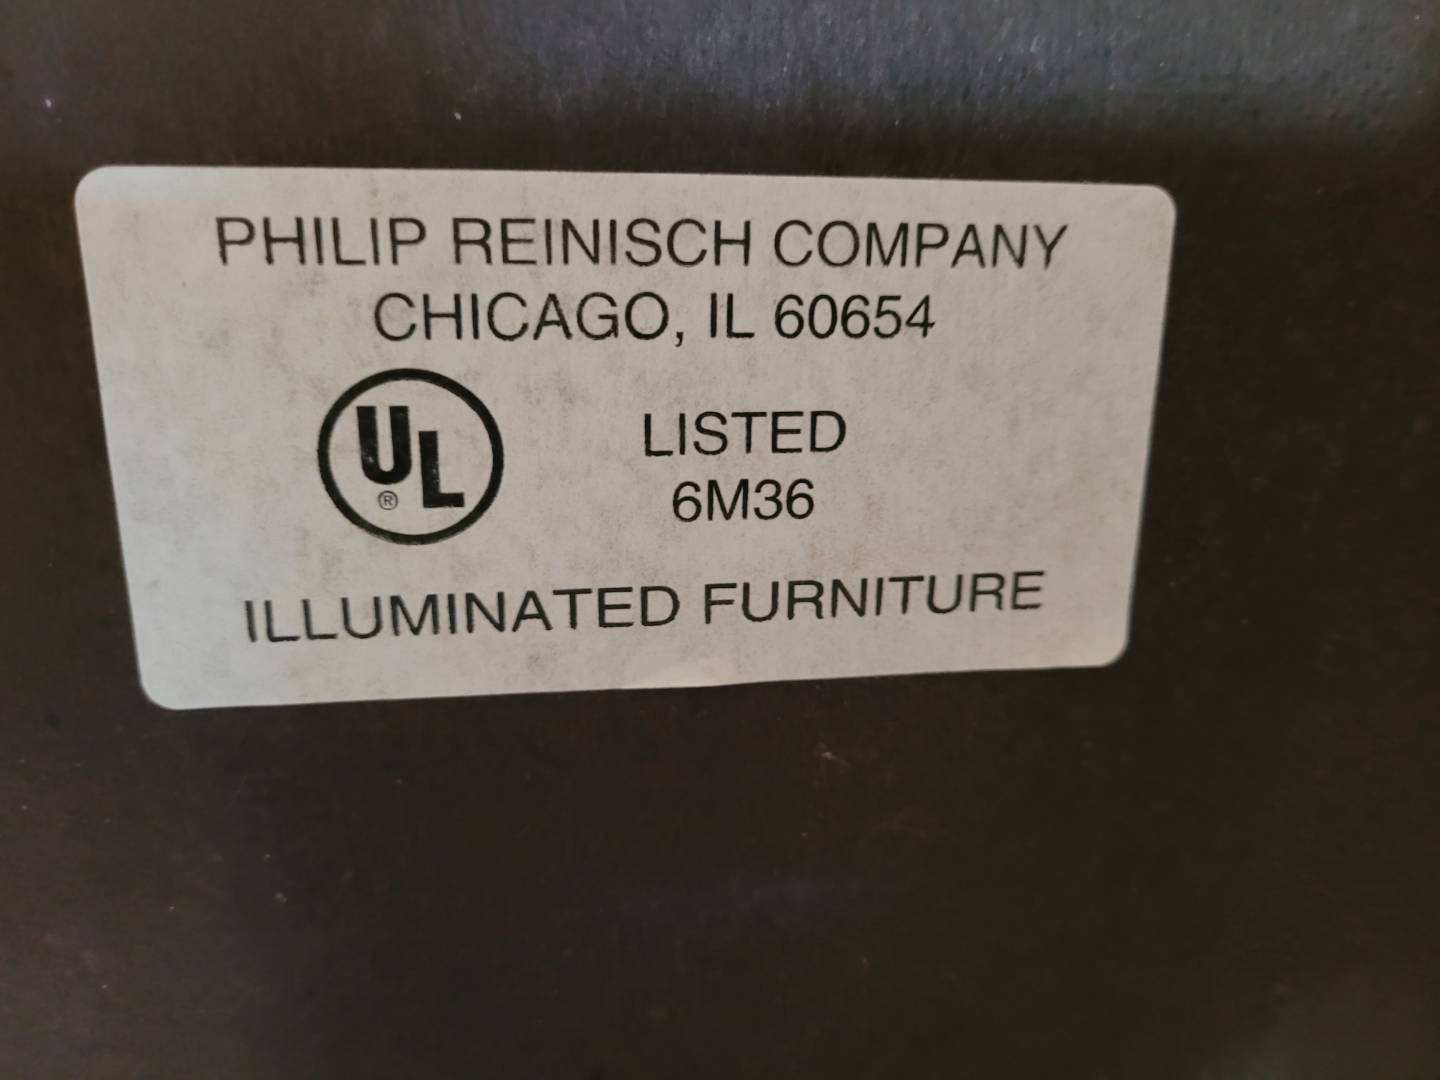 PHILIP REINISCH COMPANY
CHICAGO, IL 60654
UL ® LISTED
6M36
ILLUMINATED FURNITURE